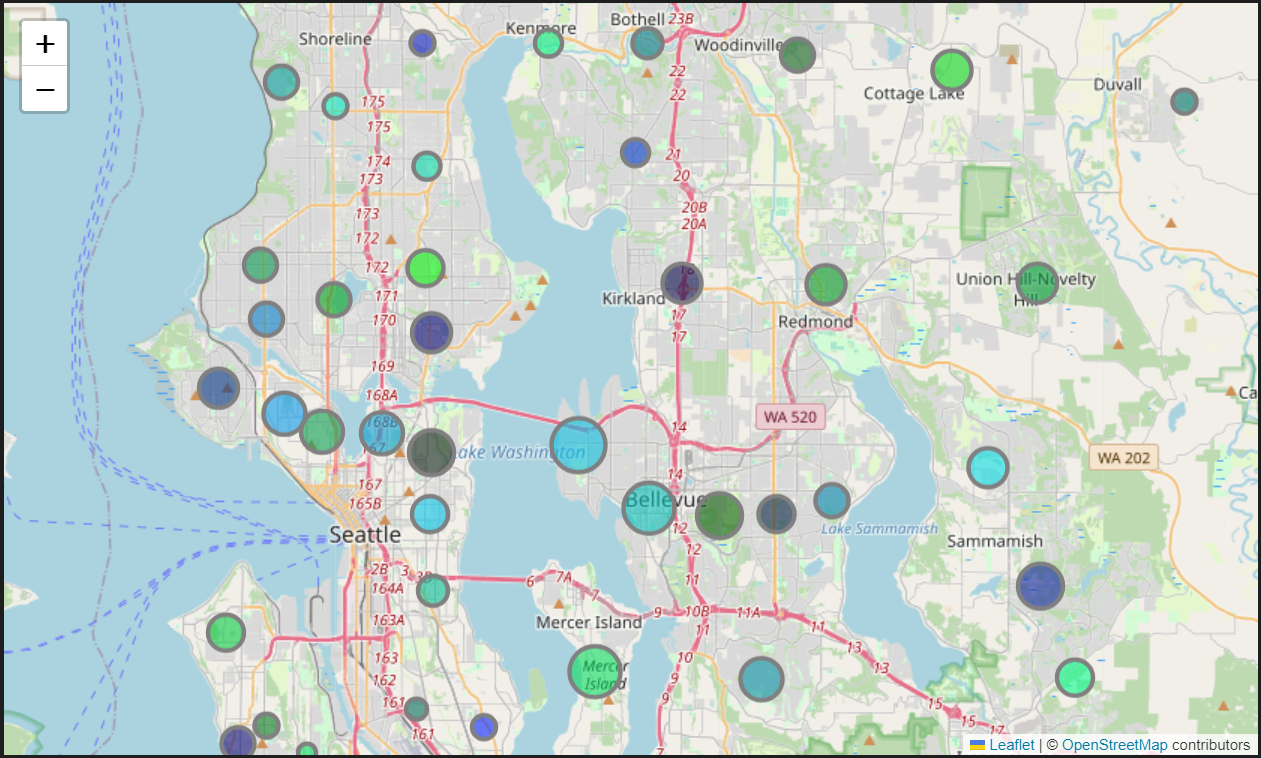 +
−
Shoreline
Kenmore
Bothell
23B
Woodinville
22
22
Cottage Lake
Duvall
175
175
174
173
21
20
173
20B
20A
172
172
Union Hill-Novelty
Hill
171
Kirkland
170
17
17
Redmond
169
168A
168B
167
14
WA 520
Lake Washington
WA 202
14
167
165B
Bellevue
12
Seattle
Lake Sammamish
Sammamish
12
2B
3
3B
164A
6
7A
7
11
163A
Mercer Island
9
10B
11A
11
11
163
10
13
13
162
Mercer
Island
9
9
161
161
15
15
17
7
Leaflet | © OpenStreetMap contributors